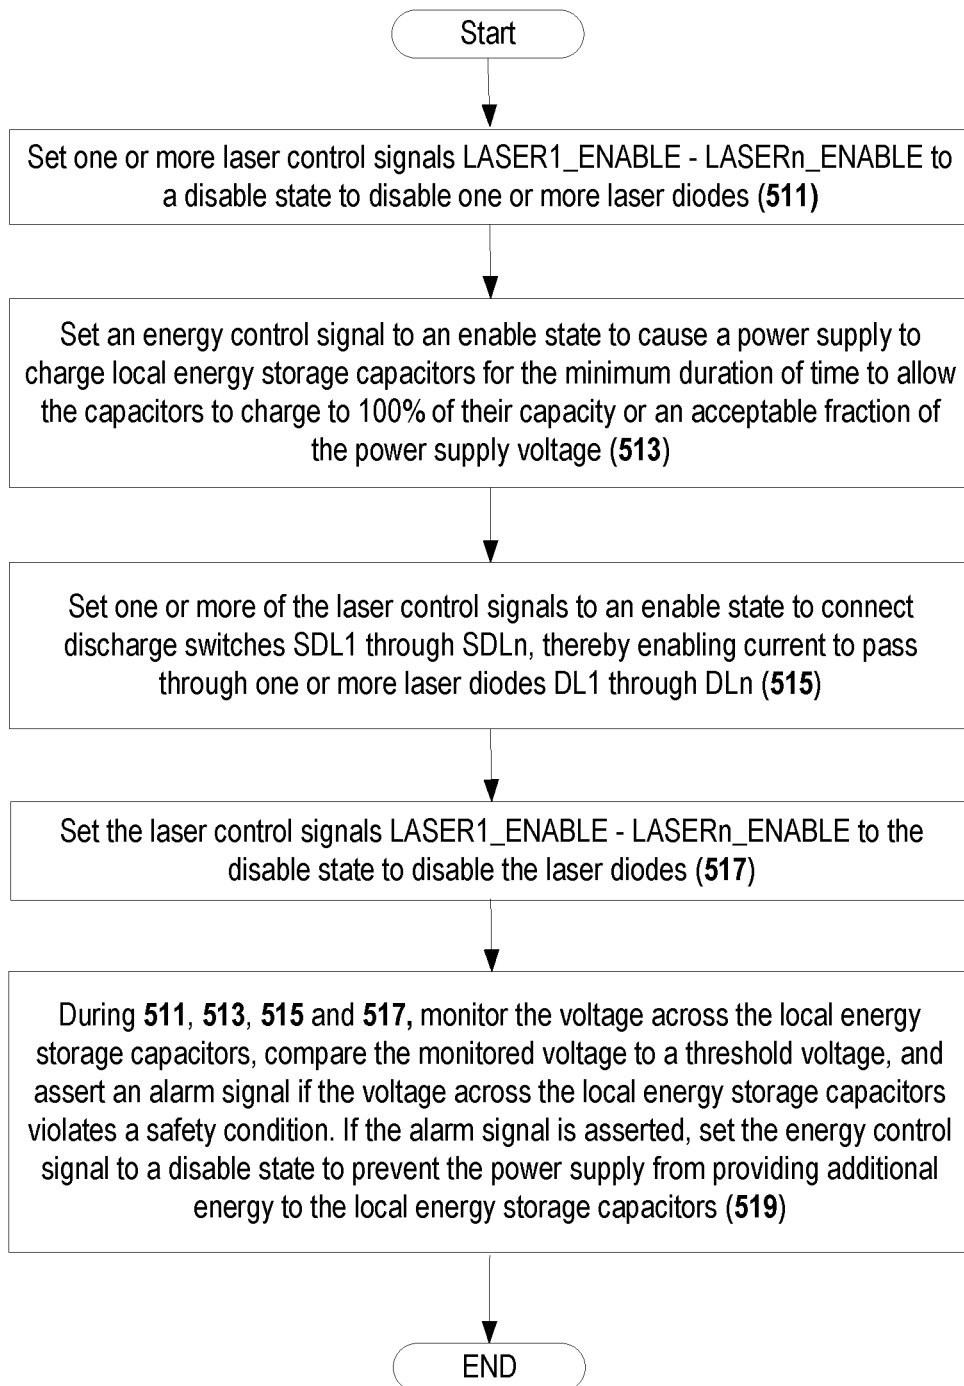 Start
Set one or more laser control signals LASER1_ENABLE - LASERn_ENABLE to
a disable state to disable one or more laser diodes (511)
Set an energy control signal to an enable state to cause a power supply to
charge local energy storage capacitors for the minimum duration of time to allow
the capacitors to charge to 100% of their capacity or an acceptable fraction of
the power supply voltage (513)
Set one or more of the laser control signals to an enable state to connect
discharge switches SDL1 through SDLn, thereby enabling current to pass
through one or more laser diodes DL1 through DLn (515)
Set the laser control signals LASER1_ENABLE - LASERn_ENABLE to the
disable state to disable the laser diodes (517)
During 511, 513, 515 and 517, monitor the voltage across the local energy
storage capacitors, compare the monitored voltage to a threshold voltage, and
assert an alarm signal if the voltage across the local energy storage capacitors
violates a safety condition. If the alarm signal is asserted, set the energy control
signal to a disable state to prevent the power supply from providing additional
energy to the local energy storage capacitors (519)
END